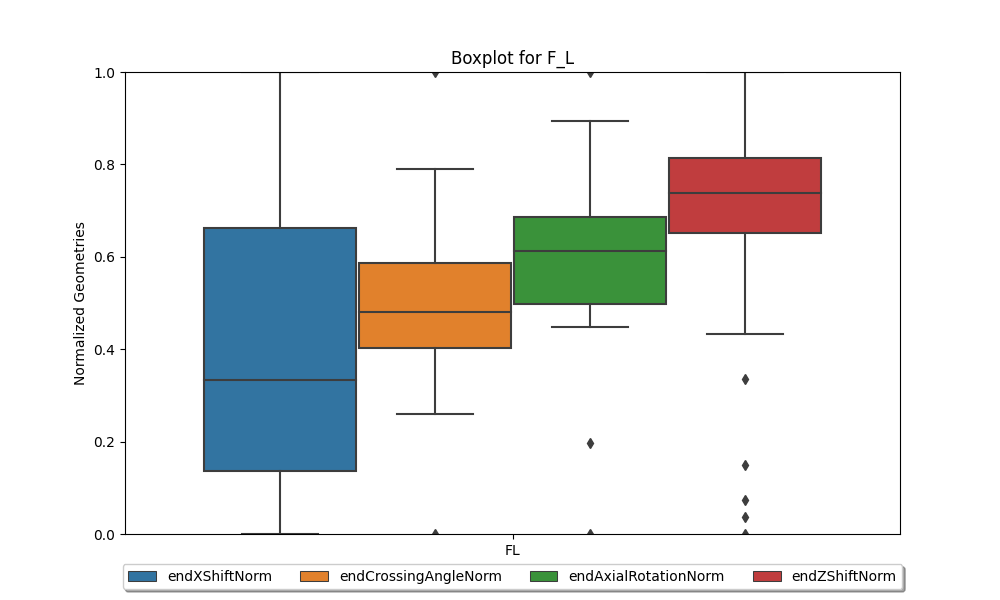 Boxplot for F_L
1.0
0.8
0.6
0.4
0.2
0.0
Normalized Geometries
FL
endXShiftNorm endCrossingAngleNorm endAxialRotationNorm endZShiftNorm